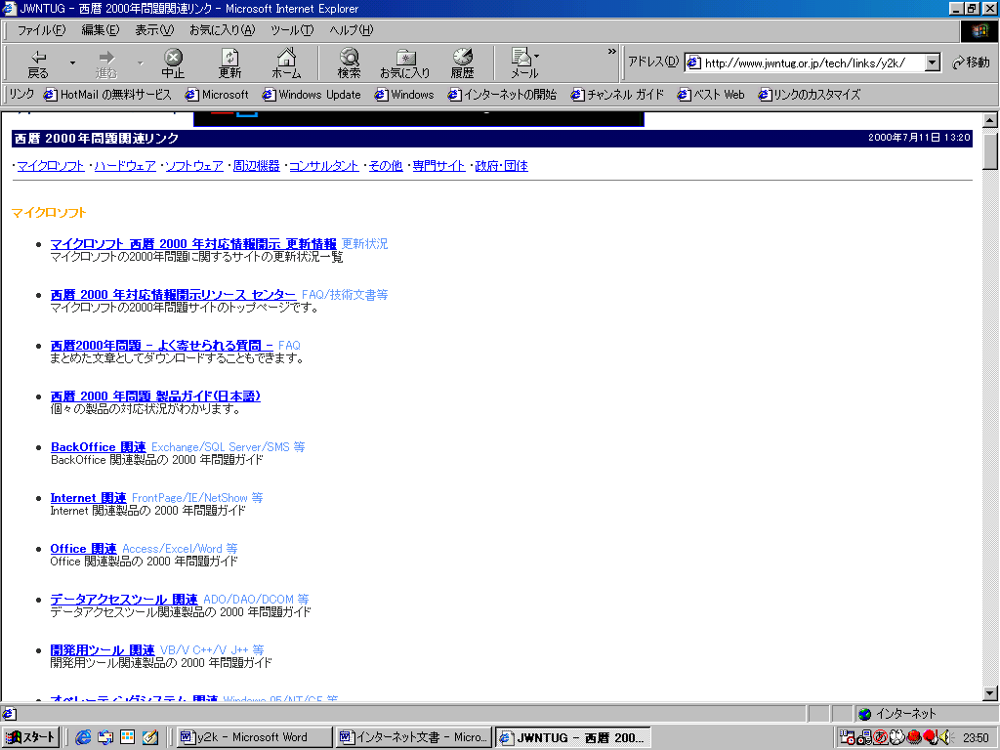 JWNTUG - 西暦 2000年問題関連リンク - Microsoft Internet Explorer
ファイル(F) 編集(E) 表示(V) お気に入り(A) ツール(T) ヘルプ(H)
戻る 進む 中止 更新 ホーム 検索 お気に入り 履歴 メール » アドレス(D) http://www.jwntug.or.jp/tech/links/y2k/ 移動
リンク HotMail の無料サービス Microsoft Windows Update Windows インターネットの開始 チャンネル ガイド ベスト Web リンクのカスタマイズ
西暦 2000年問題関連リンク 2000年7月11日 13:20
・マイクロソフト ・ハードウェア ・ソフトウェア ・周辺機器 ・コンサルタント ・その他 ・専門サイト ・政府・団体
マイクロソフト
• マイクロソフト 西暦 2000 年対応情報開示 更新情報 更新状況
マイクロソフトの2000年問題に関するサイトの更新状況一覧
• 西暦 2000 年対応情報開示リソース センター FAQ/技術文書等
マイクロソフトの2000年問題サイトのトップページです。
• 西暦2000年問題 - よく寄せられる質問 - FAQ
まとめた文章としてダウンロードすることもできます。
• 西暦 2000 年問題 製品ガイド(日本語)
個々の製品の対応状況がわかります。
• BackOffice 関連 Exchange/SQL Server/SMS 等
BackOffice 関連製品の 2000 年問題ガイド
• Internet 関連 FrontPage/IE/NetShow 等
Internet 関連製品の 2000 年問題ガイド
• Office 関連 Access/Excel/Word 等
Office 関連製品の 2000 年問題ガイド
• データアクセスツール 関連 ADO/DAO/DCOM 等
データアクセスツール関連製品の 2000 年問題ガイド
• 開発用ツール 関連 VB/V C++/V J++ 等
開発用ツール関連製品の 2000 年問題ガイド
• オペレーティングシステム 関連 Windows 95/NT/CE 等
インターネット
スタート y2k - Microsoft Word インターネット文書 - Micro... JWNTUG - 西暦 200... 23:50